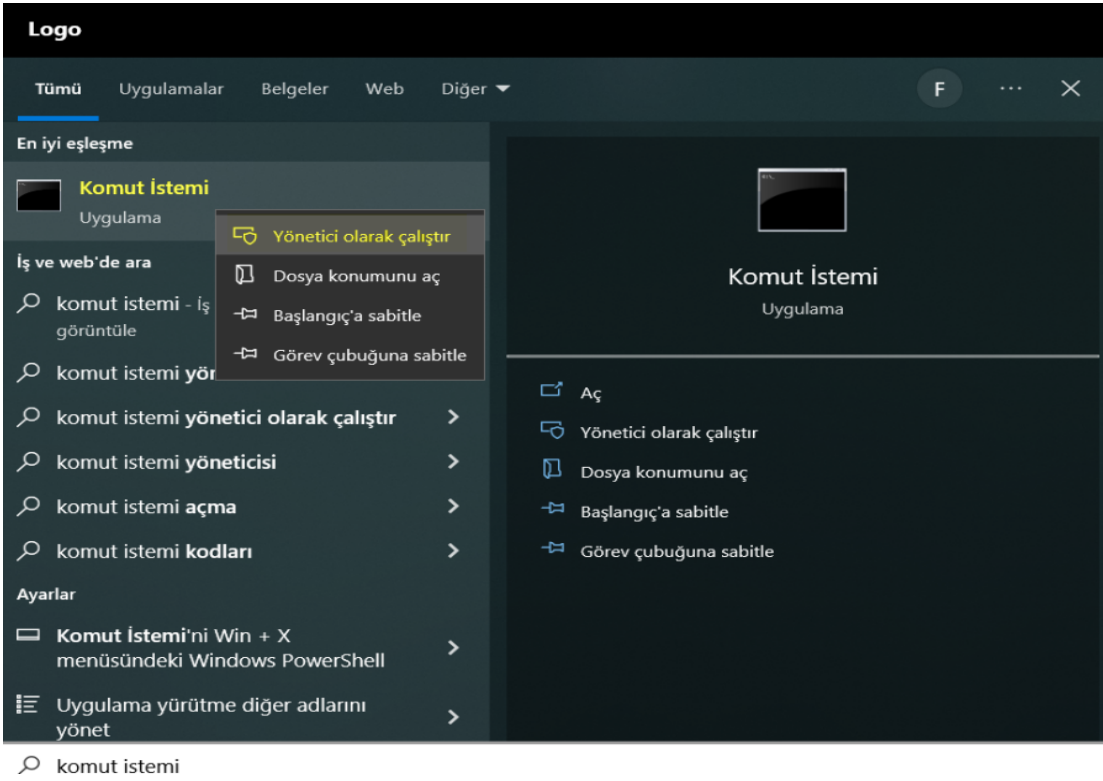 Logo
Tümü Uygulamalar Belgeler Web Diğer F ...
En iyi eşleşme
Komut İstemi
Uygulama
Yönetici olarak çalıştır
Dosya konumunu aç
Başlangıç'a sabitle
Görev çubuğuna sabitle
İş ve web'de ara
komut istemi - İş
görüntüle
komut istemi yön
komut istemi yönetici olarak çalıştır
komut istemi yöneticisi
komut istemi açma
komut istemi kodları
Ayarlar
Komut İstemi'ni Win + X
menüsündeki Windows PowerShell
Uygulama yürütme diğer adlarını
yönet
komut istemi
Komut İstemi
Uygulama
Aç
Yönetici olarak çalıştır
Dosya konumunu aç
Başlangıç'a sabitle
Görev çubuğuna sabitle